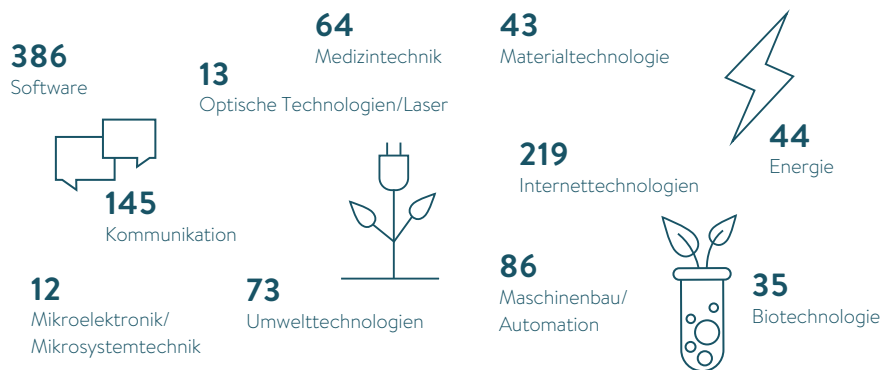 386
Software
13
Optische Technologien/Laser
64
Medizintechnik
43
Materialtechnologie
44
Energie
145
Kommunikation
219
Internettechnologien
12
Mikroelektronik/
Mikrosystemtechnik
73
Umwelttechnologien
86
Maschinenbau/
Automation
35
Biotechnologie